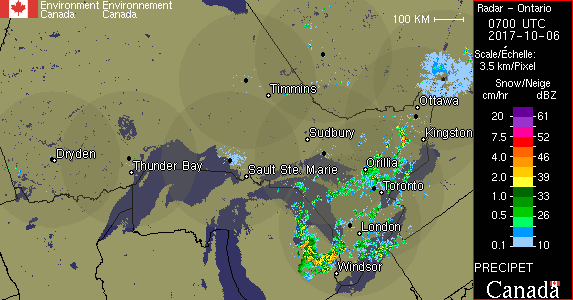 Environment Environnement
Canada Canada
100 KM
Timmins
Ottawa
Sudbury
Kingston
Dryden
Thunder Bay
Sault Ste. Marie
Orillia
Toronto
London
Windsor
Radar - Ontario
0700 UTC
2017-10-06
Scale/Échelle:
3.5 km/Pixel
Snow/Neige
cm/hr dBZ
20 61
7.5 52
4.0 46
2.0 39
1.0 33
0.5 26
0.1 10
PRECIPET
Canada